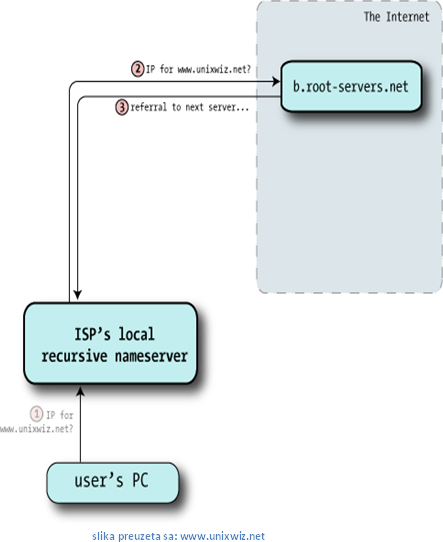 The Internet
2 IP for www.unixwiz.net?
b.root-servers.net
3 referral to next server...
ISP's local
recursive nameserver
1 IP for
www.unixwiz.net?
user's PC
slika preuzeta sa: www.unixwiz.net